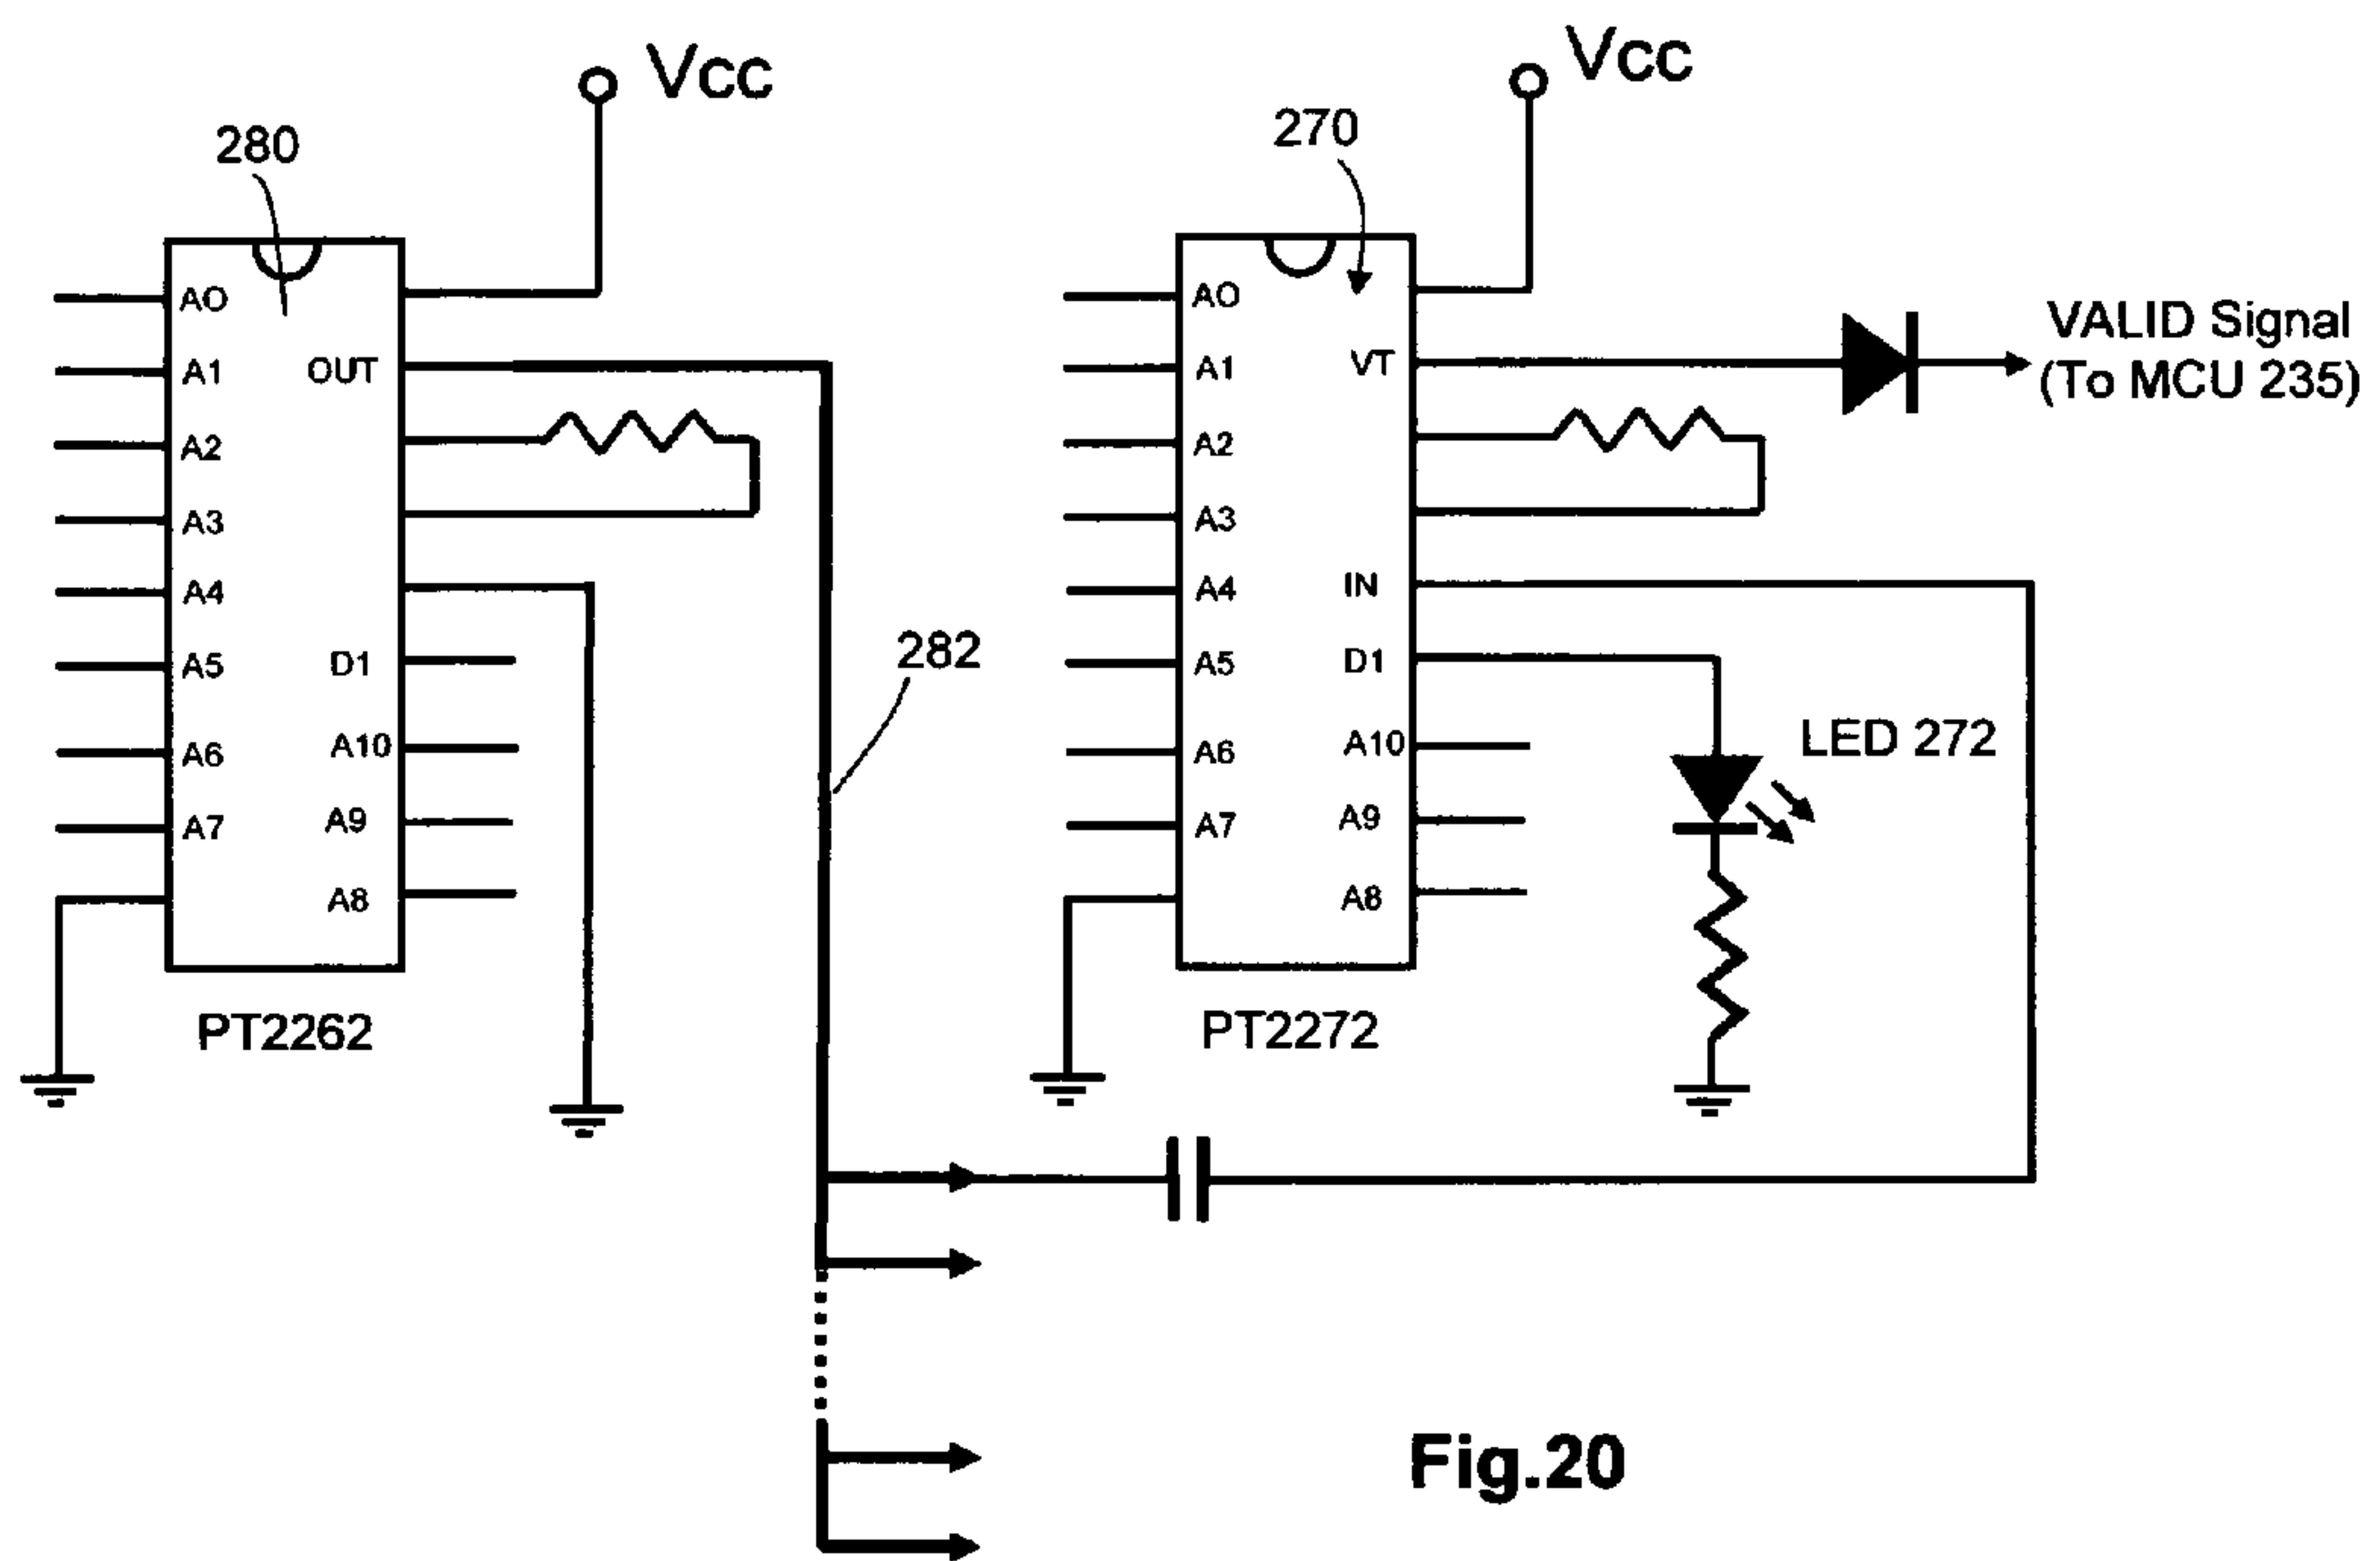 Vcc
280
AO
A1
A2
A3
A4
A5
A6
A7
OUT
D1
A10
A9
A8
PT2262
282
Vcc
270
AO
A1
A2
A3
A4
A5
A6
A7
VT
IN
D1
A10
A9
A8
PT2272
VALID Signal
(To MCU 235)
LED 272
Fig.20